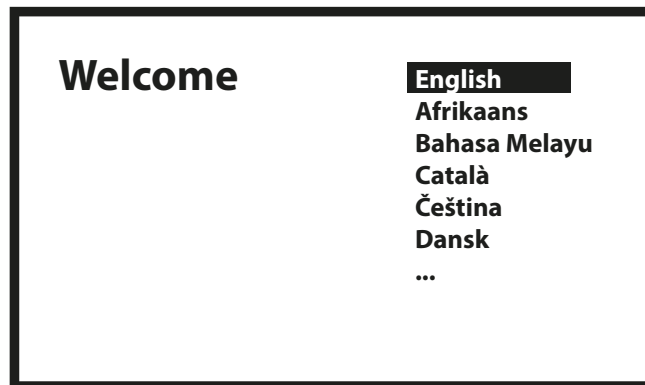 Welcome
English
Afrikaans
Bahasa Melayu
Català
Čeština
Dansk
...